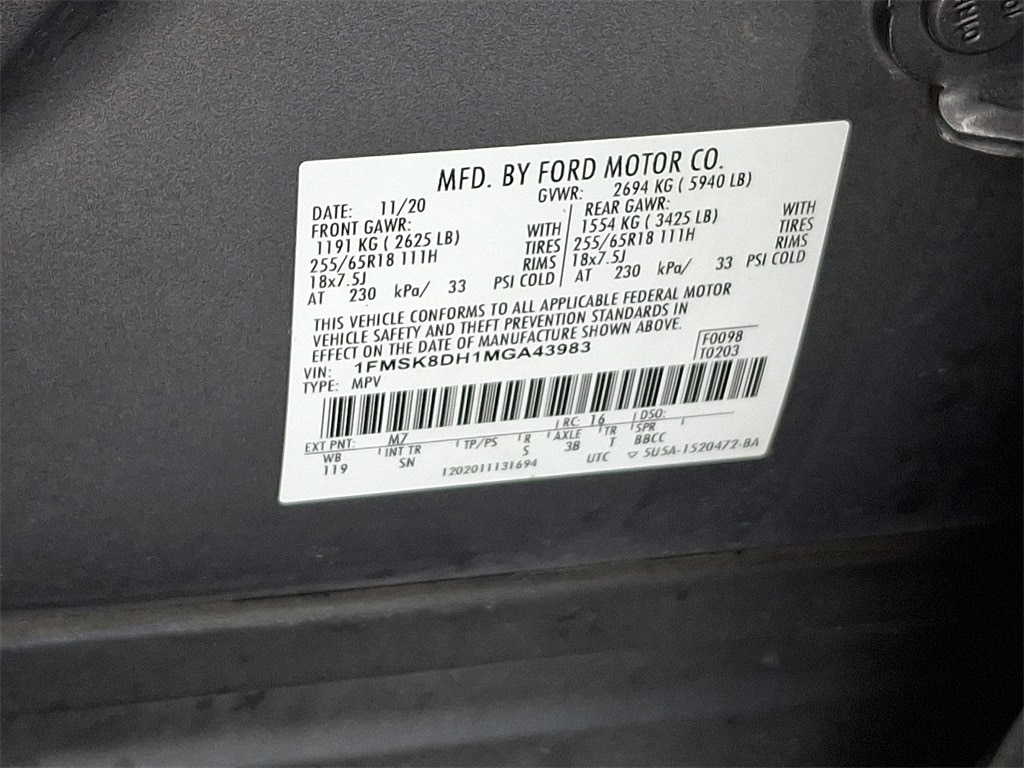 MFD. BY FORD MOTOR CO.
DATE: 11/20 GVWR: 2694 KG ( 5940 LB)
FRONT GAWR: REAR GAWR:
1191 KG ( 2625 LB) WITH 1554 KG ( 3425 LB) WITH
255/65R18 111H TIRES 255/65R18 111H TIRES
18x7.5J RIMS 18x7.5J RIMS
AT 230 kPa/ 33 PSI COLD AT 230 kPa/ 33 PSI COLD
THIS VEHICLE CONFORMS TO ALL APPLICABLE FEDERAL MOTOR
VEHICLE SAFETY AND THEFT PREVENTION STANDARDS IN
EFFECT ON THE DATE OF MANUFACTURE SHOWN ABOVE.
VIN: 1FMSK8DH1MGA43983 F0098
TYPE: MPV T0203
EXT PNT: M7 RC: 16 DSO:
WB INT TR TP/PS R AXLE TR SPR
119 SN S 3B T BBCC
1202011131694 UTC ▽ 5U5A-1520472-BA